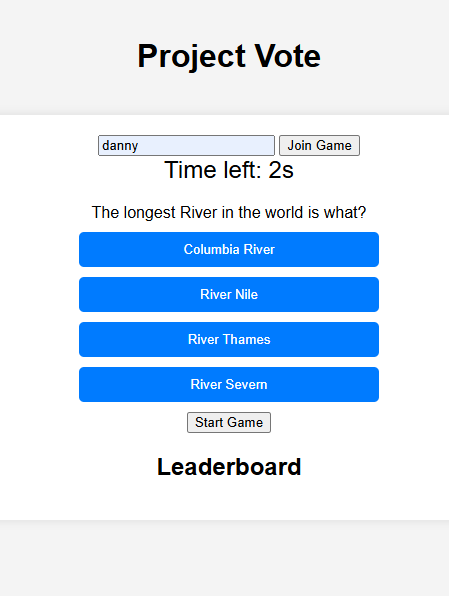 Project Vote
danny Join Game
Time left: 2s
The longest River in the world is what?
Columbia River
River Nile
River Thames
River Severn
Start Game
Leaderboard